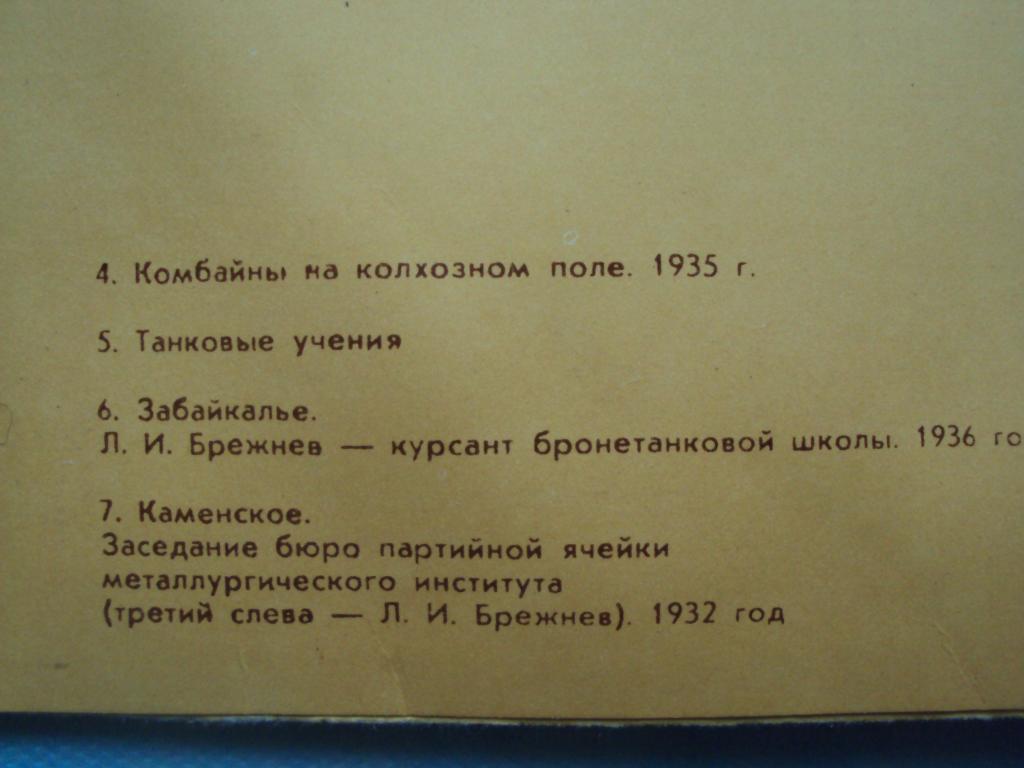 4. Комбайны на колхозном поле. 1935 г.
5. Танковые учения
6. Забайкалье.
Л. И. Брежнев — курсант бронетанковой школы. 1936 го
7. Каменское.
Заседание бюро партийной ячейки
металлургического института
(третий слева — Л. И. Брежнев). 1932 год